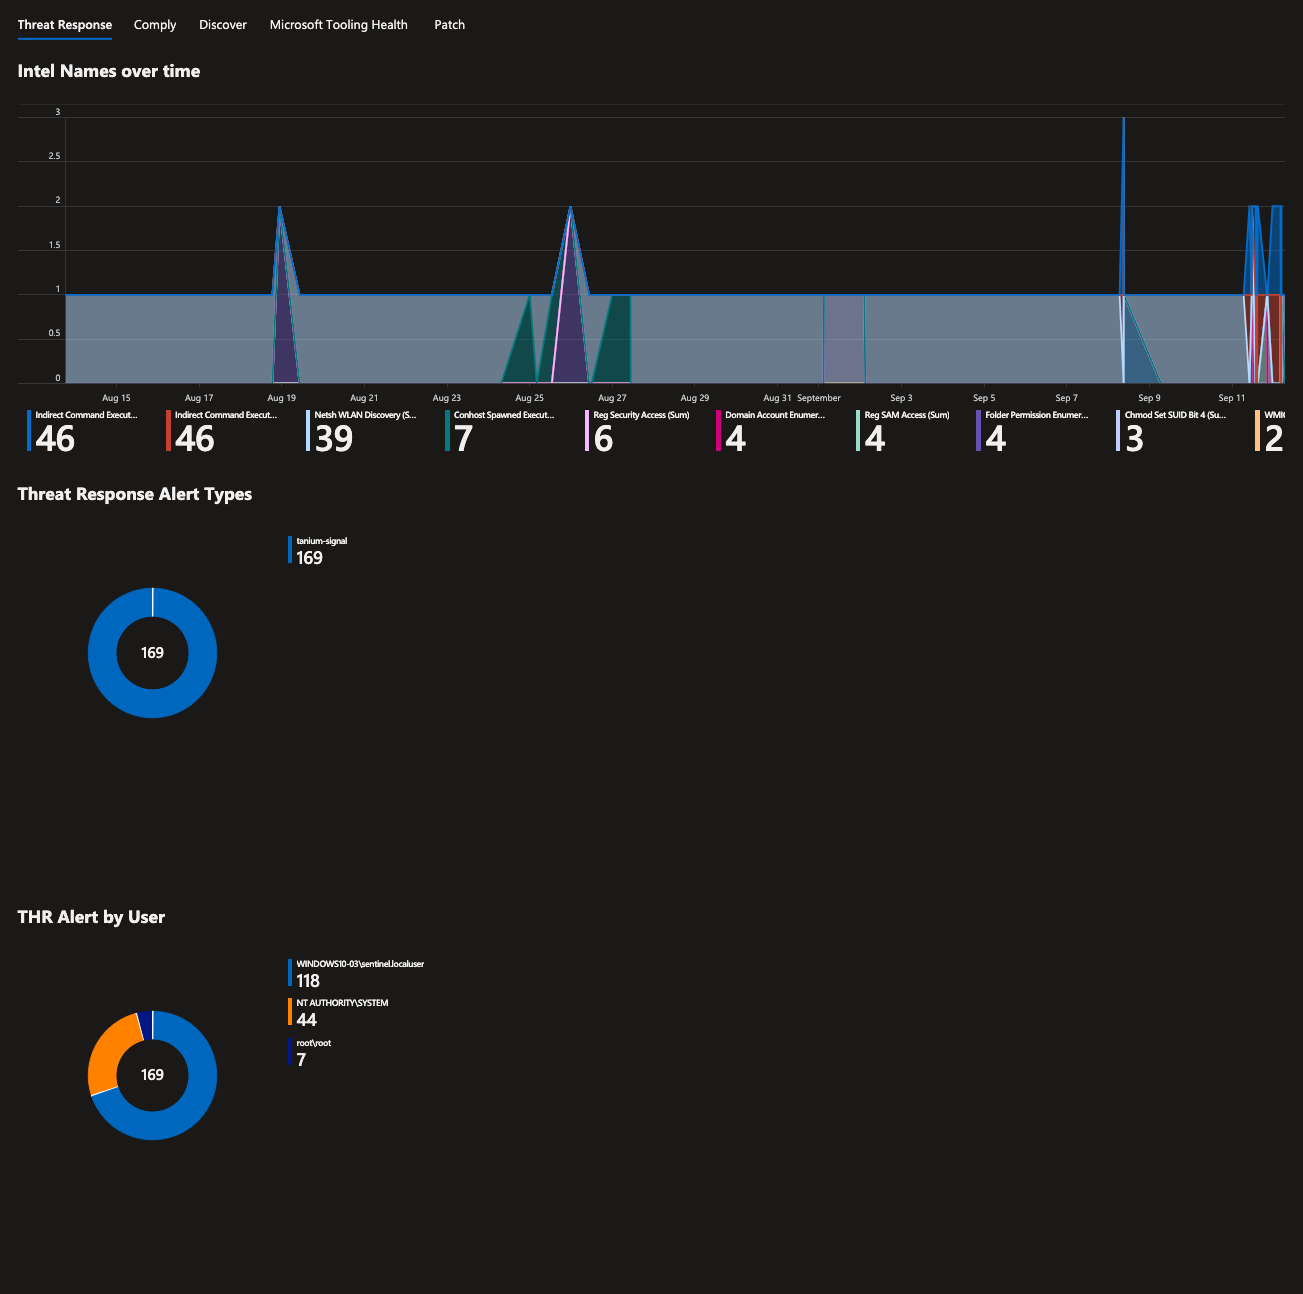 Threat Response Comply Discover Microsoft Tooling Health Patch
Intel Names over time
3
2.5
2
1.5
1
0.5
0
Aug 15 Aug 17 Aug 19 Aug 21 Aug 23 Aug 25 Aug 27 Aug 29 Aug 31 September Sep 3 Sep 5 Sep 7 Sep 9 Sep 11
Indirect Command Execut... Indirect Command Execut... Netsh WLAN Discovery (S... Conhost Spawned Execut... Reg Security Access (Sum) Domain Account Enumer... Reg SAM Access (Sum) Folder Permission Enumer... Chmod Set SUID Bit 4 (Su...
46 46 39 7 6 4 4 4 3 2
Threat Response Alert Types
tanium-signal
169
169
THR Alert by User
WINDOWS10-03\sentinel.localuser
118
NT AUTHORITY\SYSTEM
44
root\root
7
169